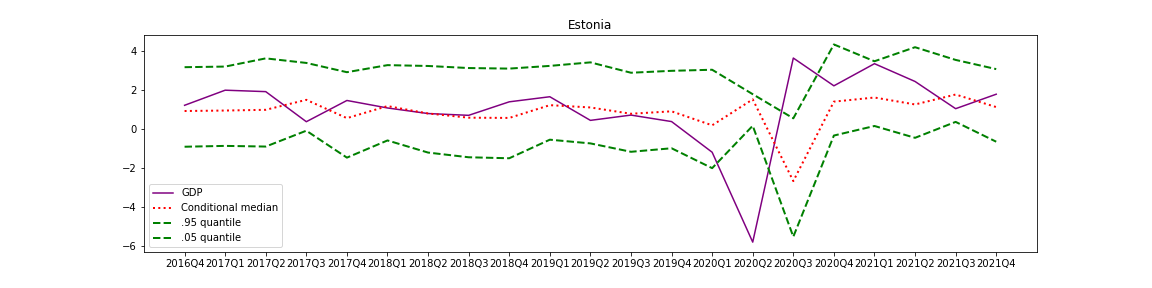 Estonia
4
2
0
−2
−4
−6
GDP
Conditional median
.95 quantile
.05 quantile
2016Q4 2017Q1 2017Q2 2017Q3 2017Q4 2018Q1 2018Q2 2018Q3 2018Q4 2019Q1 2019Q2 2019Q3 2019Q4 2020Q1 2020Q2 2020Q3 2020Q4 2021Q1 2021Q2 2021Q3 2021Q4